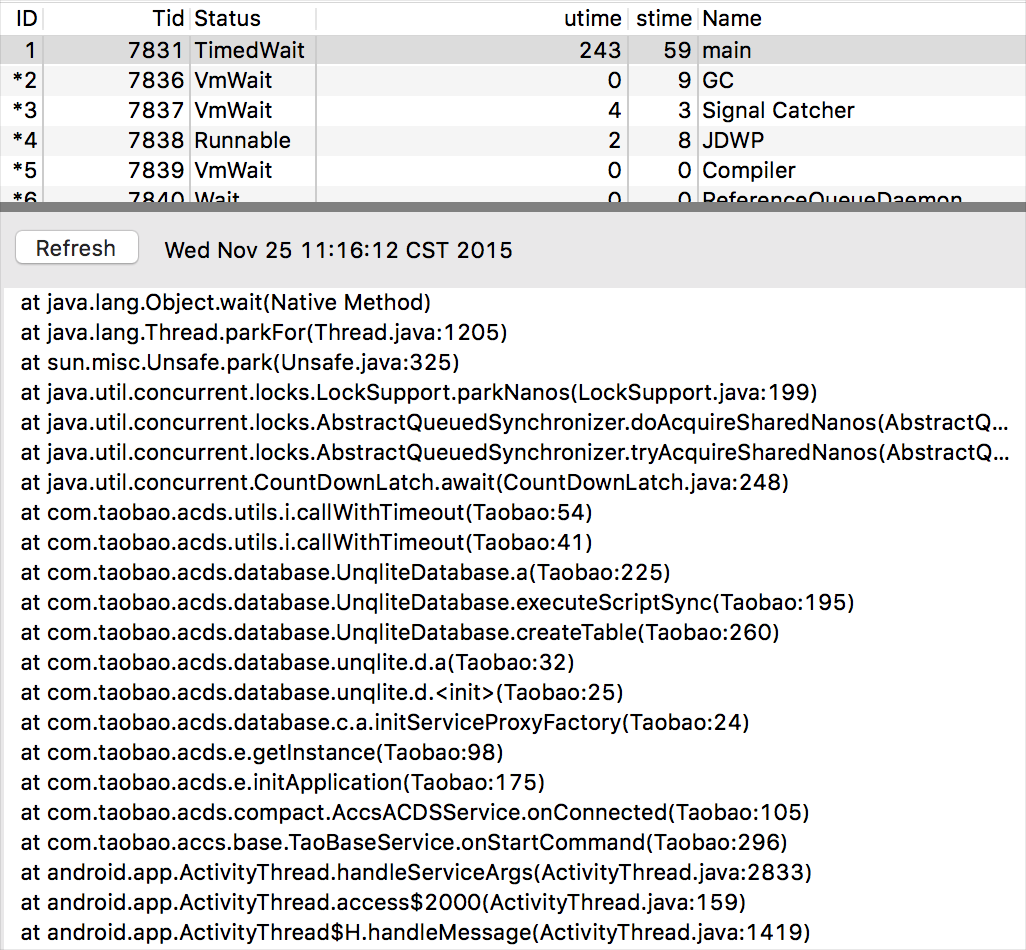 ID Tid Status utime stime Name
1 7831 TimedWait 243 59 main
*2 7836 VmWait 0 9 GC
*3 7837 VmWait 4 3 Signal Catcher
*4 7838 Runnable 2 8 JDWP
*5 7839 VmWait 0 0 Compiler
*6 7840 Wait 0 0 ReferenceQueueDaemon
Refresh Wed Nov 25 11:16:12 CST 2015
at java.lang.Object.wait(Native Method)
at java.lang.Thread.parkFor(Thread.java:1205)
at sun.misc.Unsafe.park(Unsafe.java:325)
at java.util.concurrent.locks.LockSupport.parkNanos(LockSupport.java:199)
at java.util.concurrent.locks.AbstractQueuedSynchronizer.doAcquireSharedNanos(AbstractQ...
at java.util.concurrent.locks.AbstractQueuedSynchronizer.tryAcquireSharedNanos(AbstractQ...
at java.util.concurrent.CountDownLatch.await(CountDownLatch.java:248)
at com.taobao.acds.utils.i.callWithTimeout(Taobao:54)
at com.taobao.acds.utils.i.callWithTimeout(Taobao:41)
at com.taobao.acds.database.UnqliteDatabase.a(Taobao:225)
at com.taobao.acds.database.UnqliteDatabase.executeScriptSync(Taobao:195)
at com.taobao.acds.database.UnqliteDatabase.createTable(Taobao:260)
at com.taobao.acds.database.unqlite.d.a(Taobao:32)
at com.taobao.acds.database.unqlite.d.<init>(Taobao:25)
at com.taobao.acds.database.c.a.initServiceProxyFactory(Taobao:24)
at com.taobao.acds.e.getInstance(Taobao:98)
at com.taobao.acds.e.initApplication(Taobao:175)
at com.taobao.acds.compact.AccsACDSService.onConnected(Taobao:105)
at com.taobao.accs.base.TaoBaseService.onStartCommand(Taobao:296)
at android.app.ActivityThread.handleServiceArgs(ActivityThread.java:2833)
at android.app.ActivityThread.access$2000(ActivityThread.java:159)
at android.app.ActivityThread$H.handleMessage(ActivityThread.java:1419)